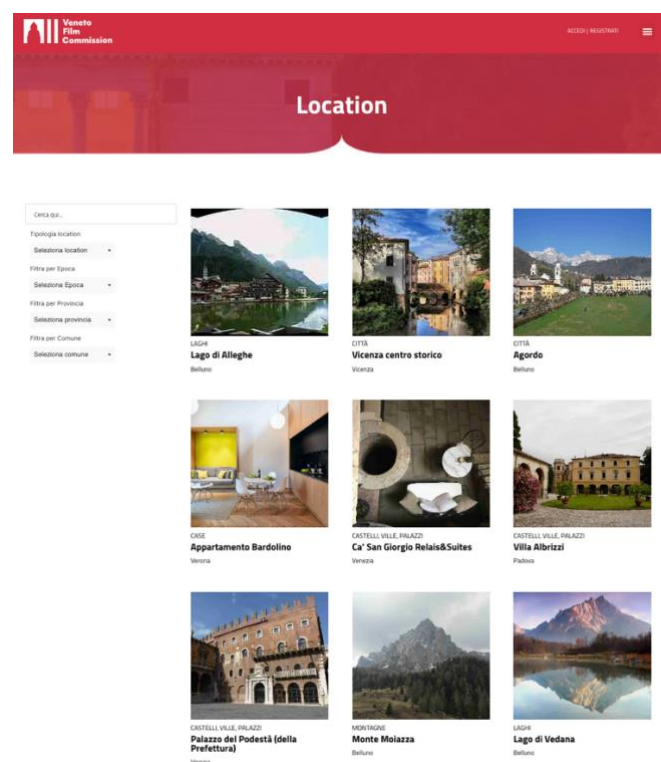 Veneto
Film
Commission
ACCEDI | REGISTRATI
Location
Cerca qui...
Tipologia location
Seleziona location
Filtra per Epoca
Seleziona Epoca
Filtra per Provincia
Seleziona provincia
Filtra per Comune
Seleziona comune
LAGHI
Lago di Alleghe
Belluno
CITTÀ
Vicenza centro storico
Vicenza
CITTÀ
Agordo
Belluno
CASE
Appartamento Bardolino
Verona
CASTELLI, VILLE, PALAZZI
Ca' San Giorgio Relais&Suites
Venezia
CASTELLI, VILLE, PALAZZI
Villa Albrizzi
Padova
CASTELLI, VILLE, PALAZZI
Palazzo del Podestà (della
Prefettura)
Verona
MONTAGNE
Monte Moiazza
Belluno
LAGHI
Lago di Vedana
Belluno